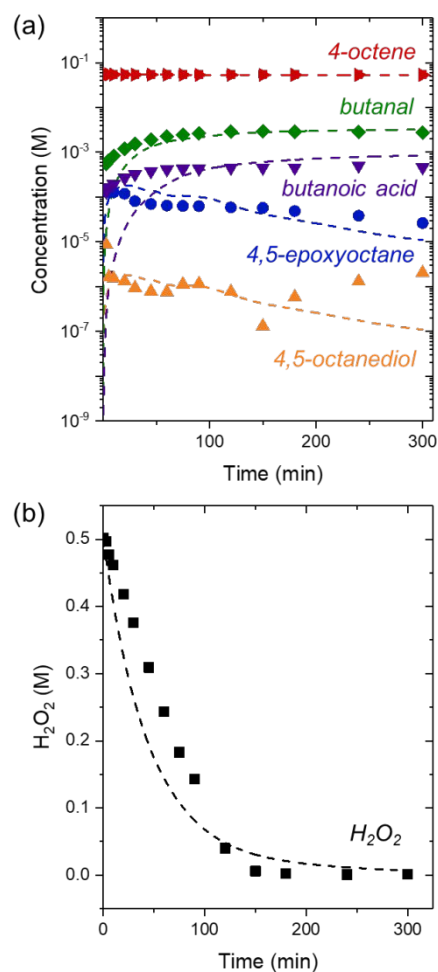 (a)
10⁻¹
10⁻³
10⁻⁵
10⁻⁷
10⁻⁹
Concentration (M)
4-octene
butanal
butanoic acid
4,5-epoxyoctane
4,5-octanediol
0
100
200
300
Time (min)
(b)
0.5
0.4
0.3
0.2
0.1
0.0
H₂O₂ (M)
H₂O₂
0
100
200
300
Time (min)